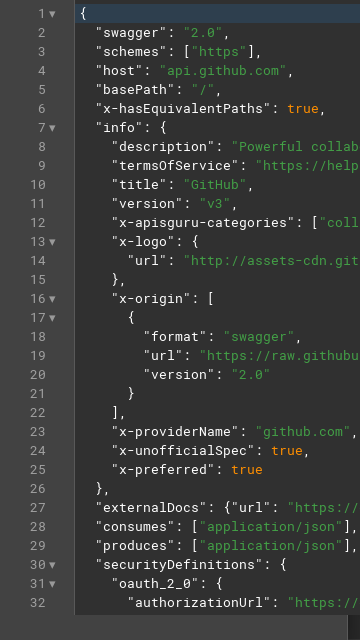 1 {
2 "swagger": "2.0",
3 "schemes": ["https"],
4 "host": "api.github.com",
5 "basePath": "/",
6 "x-hasEquivalentPaths": true,
7 "info": {
8 "description": "Powerful collab
9 "termsOfService": "https://help
10 "title": "GitHub",
11 "version": "v3",
12 "x-apisguru-categories": ["coll
13 "x-logo": {
14 "url": "http://assets-cdn.git
15 },
16 "x-origin": [
17 {
18 "format": "swagger",
19 "url": "https://raw.githubu
20 "version": "2.0"
21 }
22 ],
23 "x-providerName": "github.com",
24 "x-unofficialSpec": true,
25 "x-preferred": true
26 },
27 "externalDocs": {"url": "https://
28 "consumes": ["application/json"],
29 "produces": ["application/json"],
30 "securityDefinitions": {
31 "oauth_2_0": {
32 "authorizationUrl": "https://